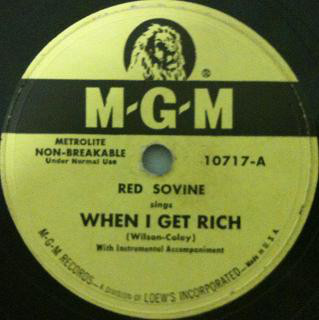 ®
M-G-M
METROLITE
NON-BREAKABLE
Under Normal Use
10717-A
RED SOVINE
sings
WHEN I GET RICH
(Wilson-Coley)
With Instrumental Accompaniment
M-G-M RECORDS—A DIVISION OF LOEW'S INCORPORATED—Made in U.S.A.